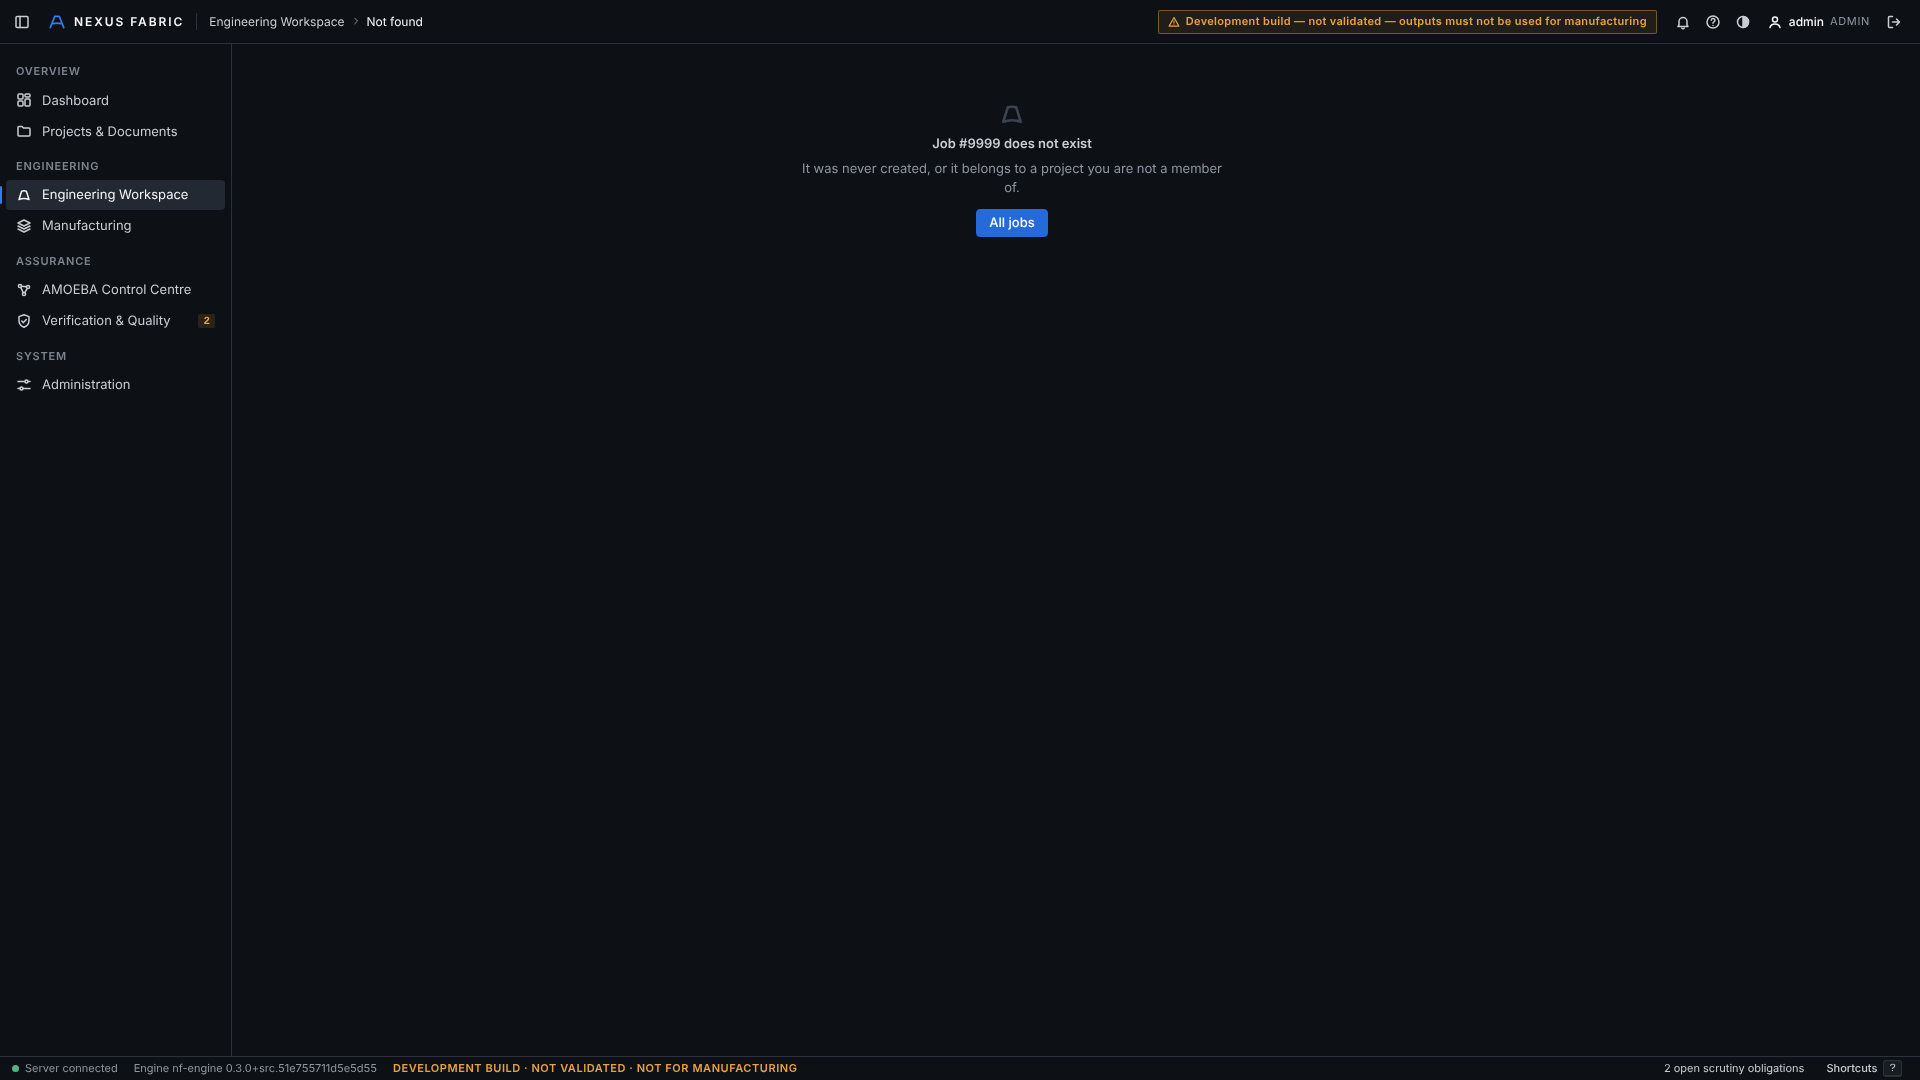 NEXUS FABRIC
Engineering Workspace
Not found
Development build — not validated — outputs must not be used for manufacturing
admin ADMIN
OVERVIEW
Dashboard
Projects & Documents
ENGINEERING
Engineering Workspace
Manufacturing
ASSURANCE
AMOEBA Control Centre
Verification & Quality 2
SYSTEM
Administration
Job #9999 does not exist
It was never created, or it belongs to a project you are not a member
of.
All jobs
Server connected
Engine nf-engine 0.3.0+src.51e755711d5e5d55
DEVELOPMENT BUILD · NOT VALIDATED · NOT FOR MANUFACTURING
2 open scrutiny obligations
Shortcuts ?